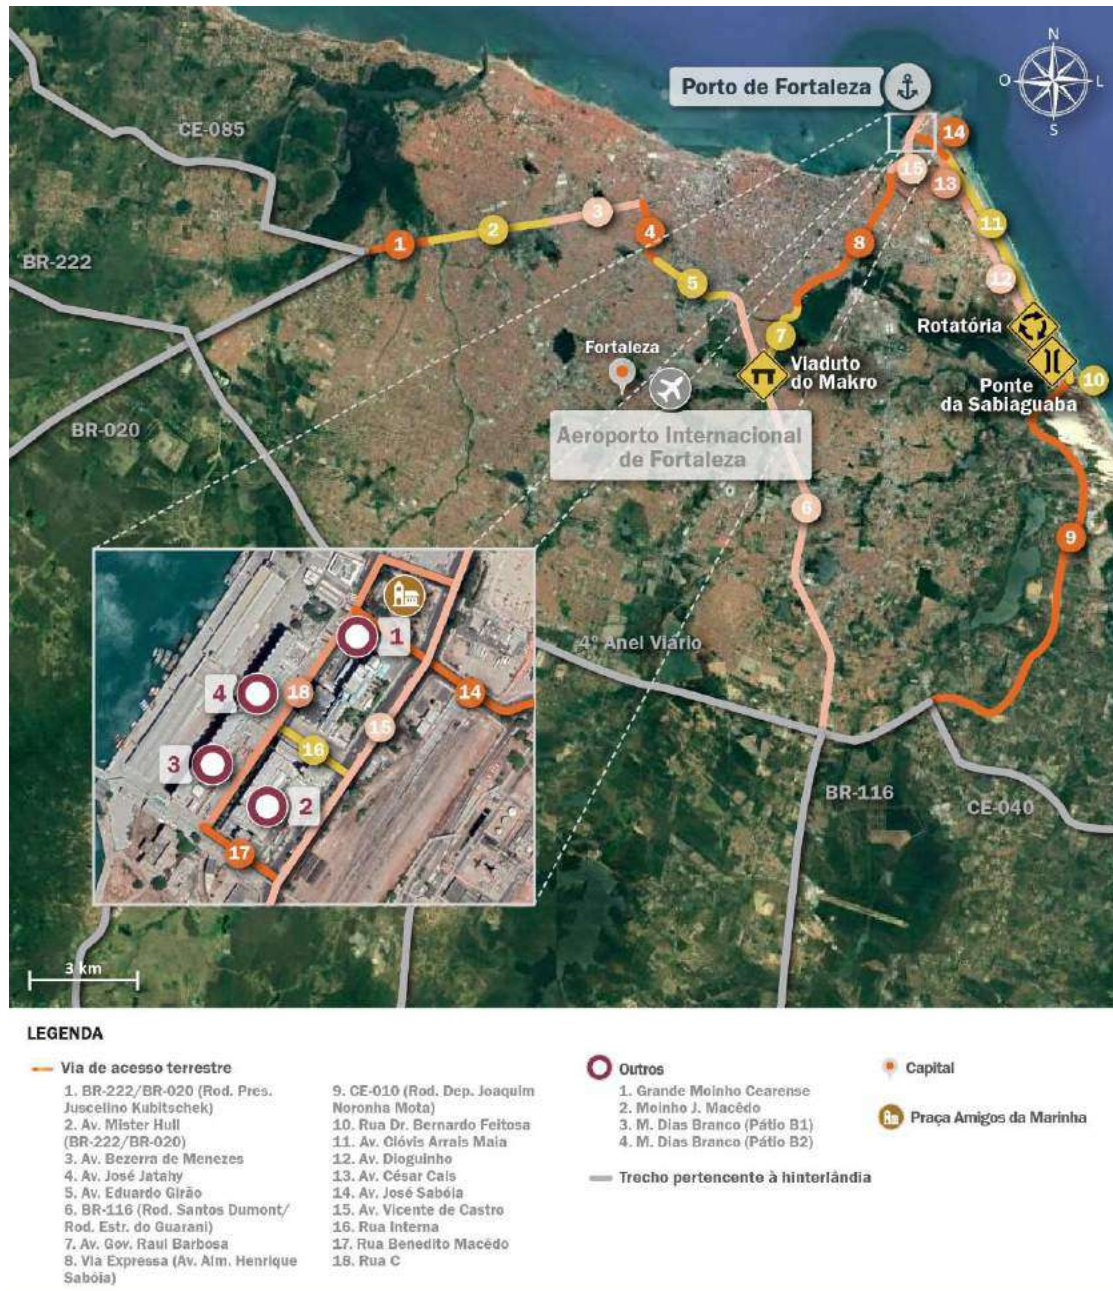 N
O
L
S
Porto de Fortaleza
CE-085
14
15
13
3
1
2
4
8
11
5
12
BR-222
Rotatória
7
Fortaleza
Viaduto
do Makro
10
Ponte
da Sabiaguaba
BR-020
Aeroporto Internacional
de Fortaleza
6
9
1
4º Anel Viário
4
18
14
15
16
3
2
BR-116
CE-040
17
3 km
LEGENDA
Via de acesso terrestre
1. BR-222/BR-020 (Rod. Pres.
Juscelino Kubitschek)
2. Av. Mister Hull
(BR-222/BR-020)
3. Av. Bezerra de Menezes
4. Av. José Jatahy
5. Av. Eduardo Girão
6. BR-116 (Rod. Santos Dumont/
Rod. Estr. do Guarani)
7. Av. Gov. Raul Barbosa
8. Via Expressa (Av. Alm. Henrique
Sabóia)
9. CE-010 (Rod. Dep. Joaquim
Noronha Mota)
10. Rua Dr. Bernardo Feitosa
11. Av. Clóvis Arrais Maia
12. Av. Dioguinho
13. Av. César Cals
14. Av. José Sabóia
15. Av. Vicente de Castro
16. Rua Interna
17. Rua Benedito Macêdo
18. Rua C
Outros
1. Grande Moinho Cearense
2. Moinho J. Macêdo
3. M. Dias Branco (Pátio B1)
4. M. Dias Branco (Pátio B2)
Trecho pertencente à hinterlândia
Capital
Praça Amigos da Marinha